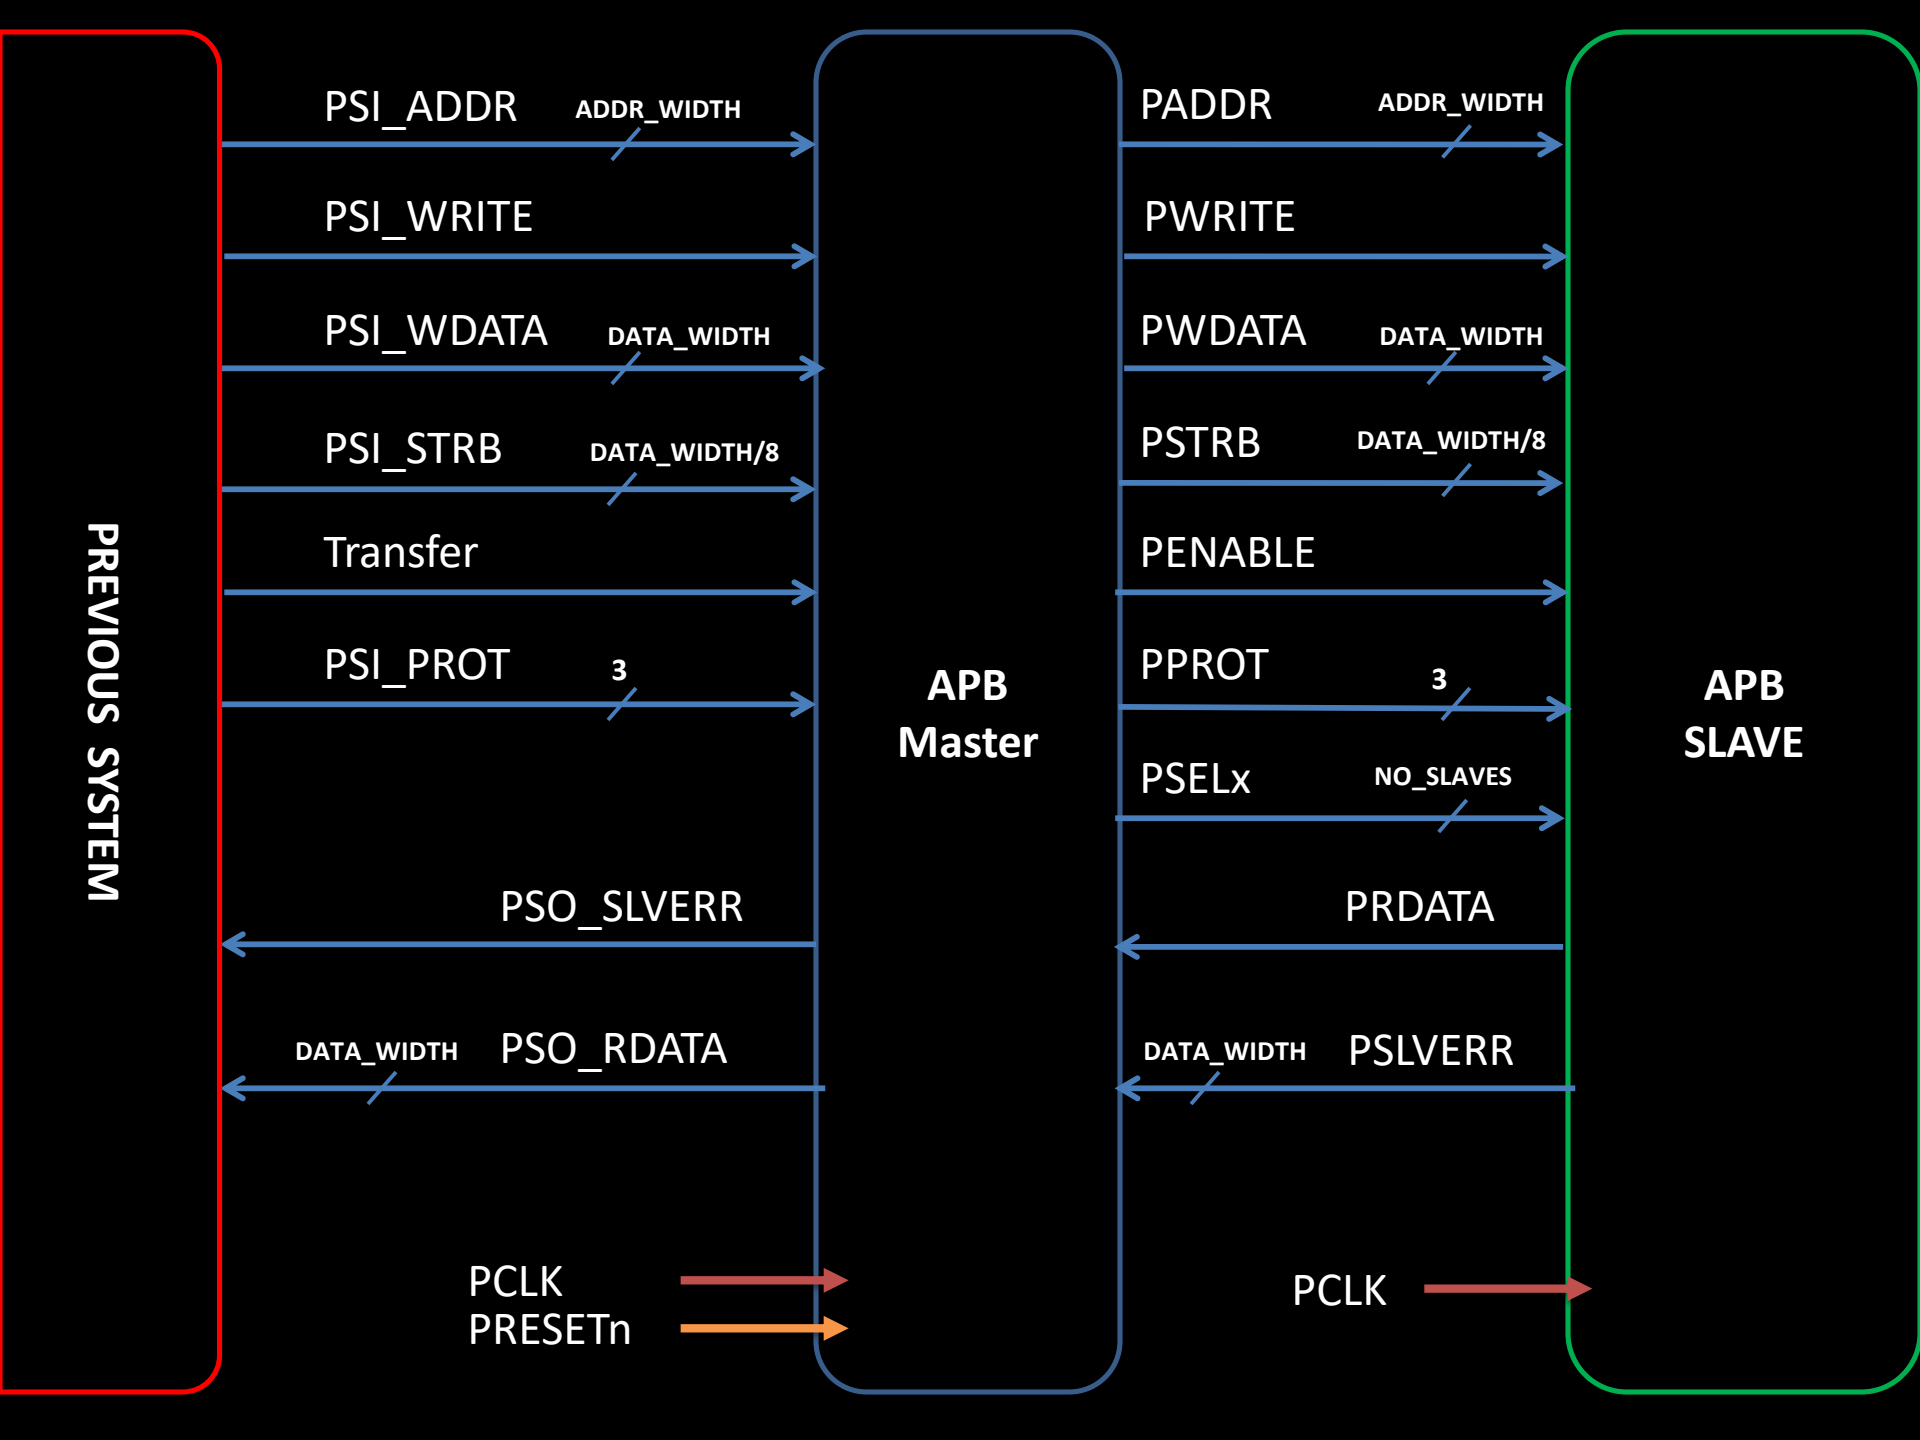 PREVIOUS SYSTEM
PSI_ADDR ADDR_WIDTH
PSI_WRITE
PSI_WDATA DATA_WIDTH
PSI_STRB DATA_WIDTH/8
Transfer
PSI_PROT 3
PSO_SLVERR
DATA_WIDTH PSO_RDATA
PCLK
PRESETn
APB
Master
PADDR ADDR_WIDTH
PWRITE
PWDATA DATA_WIDTH
PSTRB DATA_WIDTH/8
PENABLE
PPROT 3
PSELx NO_SLAVES
PRDATA
DATA_WIDTH PSLVERR
PCLK
APB
SLAVE